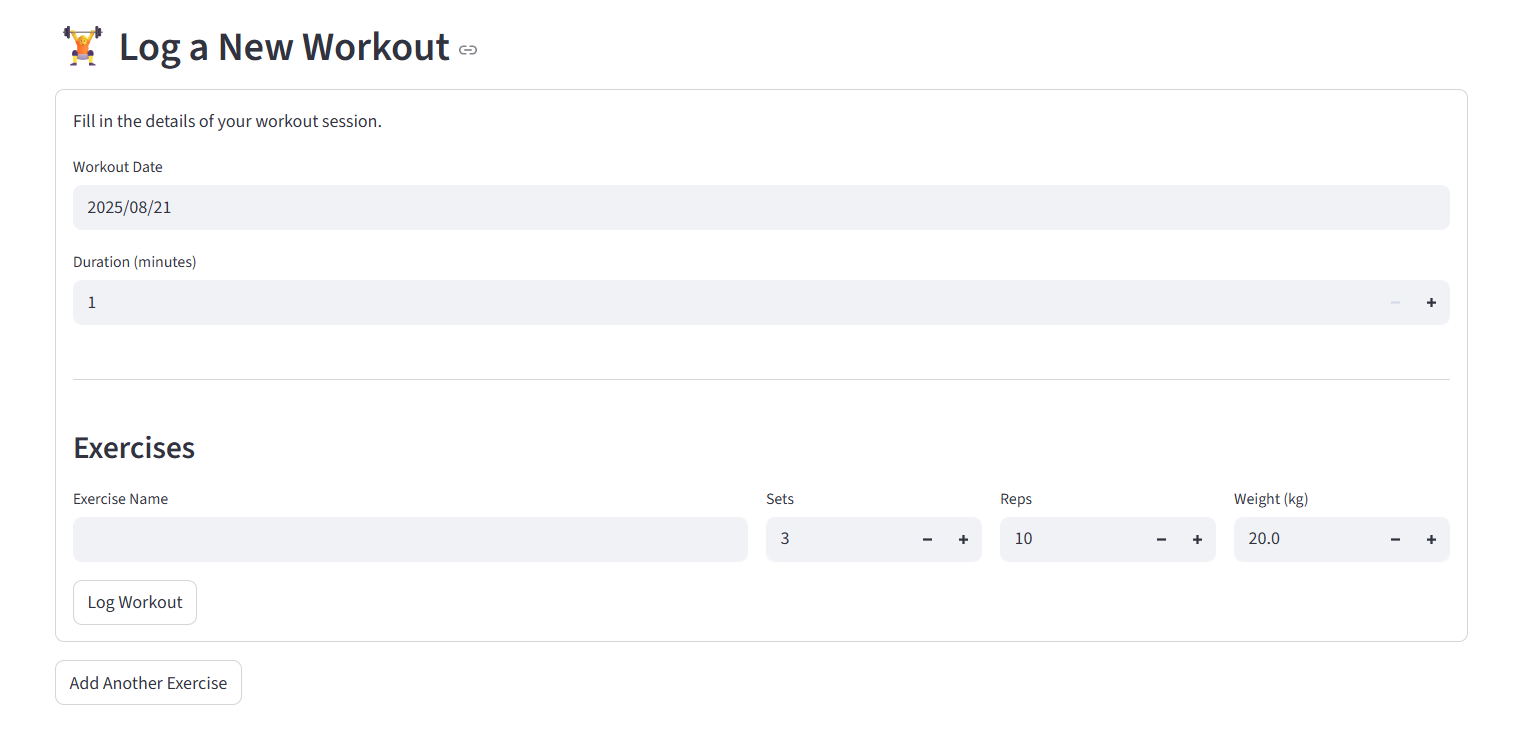 Log a New Workout
Fill in the details of your workout session.
Workout Date
2025/08/21
Duration (minutes)
1
Exercises
Exercise Name Sets Reps Weight (kg)
3 10 20.0
Log Workout
Add Another Exercise